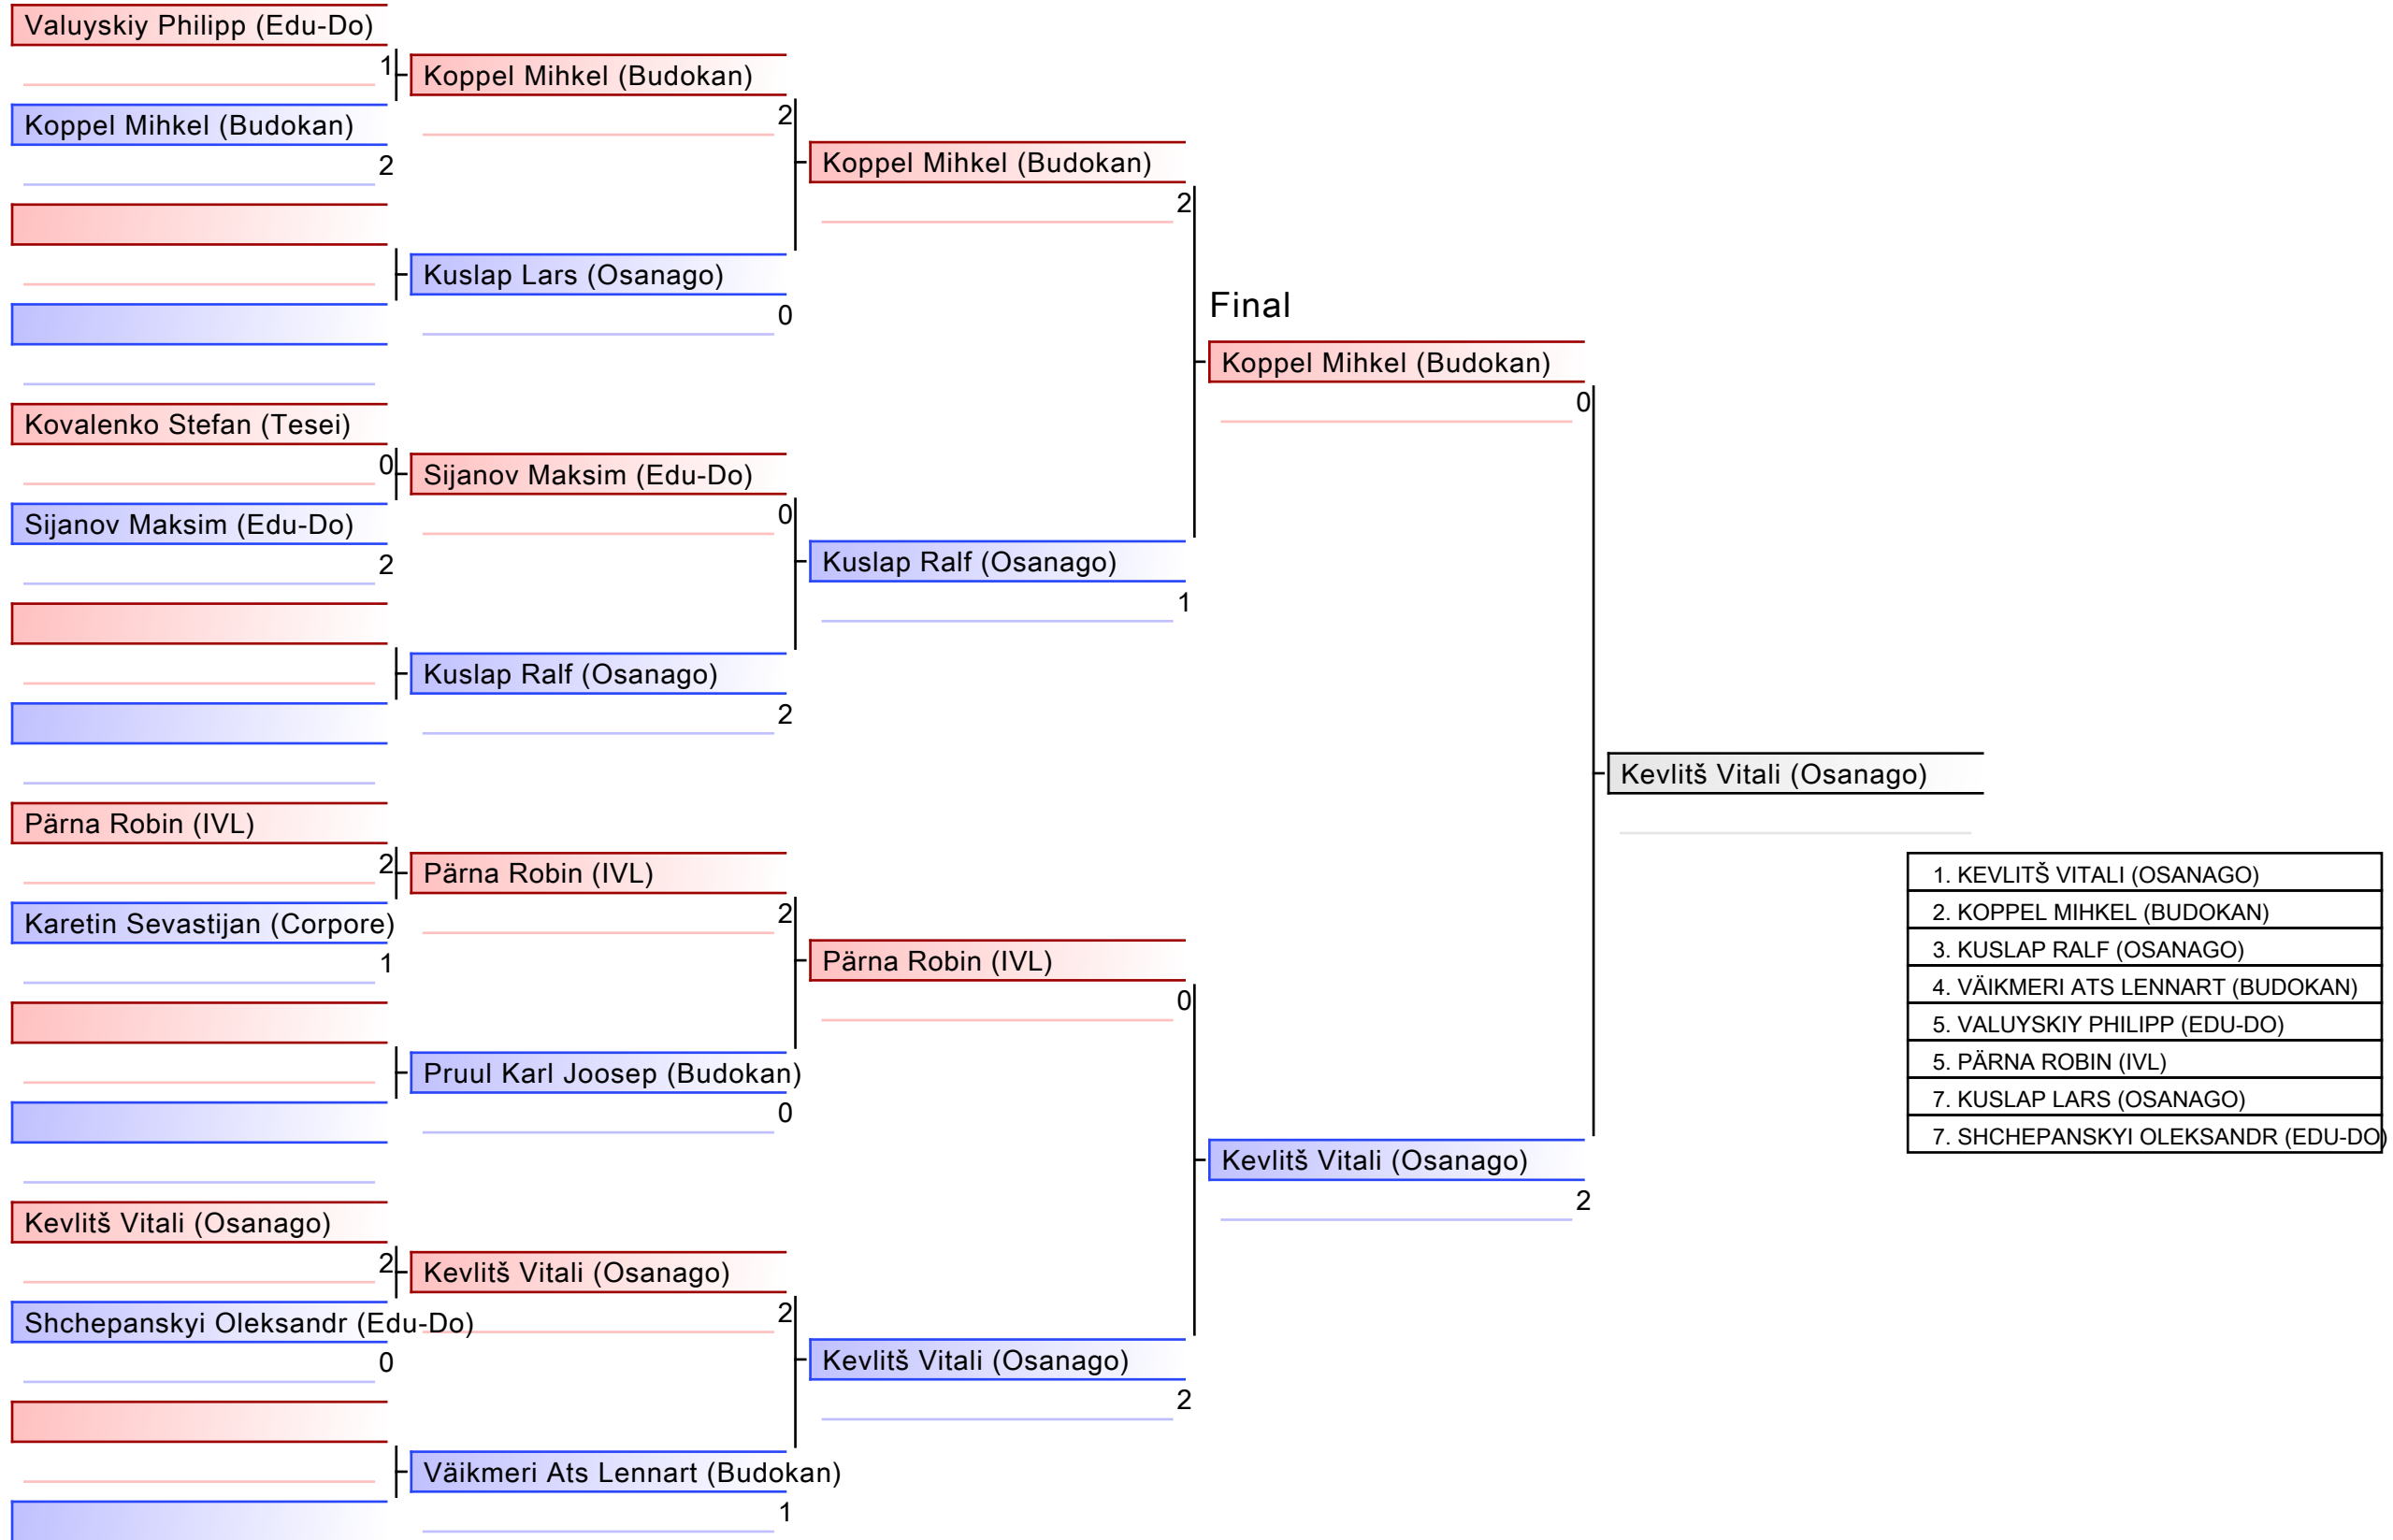 Valuyskiy Philipp (Edu-Do)
1
Koppel Mihkel (Budokan)
2
Kovalenko Stefan (Tesei)
0
Sijanov Maksim (Edu-Do)
2
Pärna Robin (IVL)
2
Karetin Sevastijan (Corpore)
1
Kevlitš Vitali (Osanago)
2
Shchepanskyi Oleksandr (Edu-Do)
0
Koppel Mihkel (Budokan)
2
Kuslap Lars (Osanago)
0
Sijanov Maksim (Edu-Do)
0
Kuslap Ralf (Osanago)
2
Pärna Robin (IVL)
2
Pruul Karl Joosep (Budokan)
0
Kevlitš Vitali (Osanago)
2
Väikmeri Ats Lennart (Budokan)
1
Koppel Mihkel (Budokan)
2
Kuslap Ralf (Osanago)
1
Pärna Robin (IVL)
0
Kevlitš Vitali (Osanago)
2
Final
Koppel Mihkel (Budokan)
0
Kevlitš Vitali (Osanago)
2
Kevlitš Vitali (Osanago)
1. KEVLITŠ VITALI (OSANAGO)
2. KOPPEL MIHKEL (BUDOKAN)
3. KUSLAP RALF (OSANAGO)
4. VÄIKMERI ATS LENNART (BUDOKAN)
5. VALUYSKIY PHILIPP (EDU-DO)
5. PÄRNA ROBIN (IVL)
7. KUSLAP LARS (OSANAGO)
7. SHCHEPANSKYI OLEKSANDR (EDU-DO)